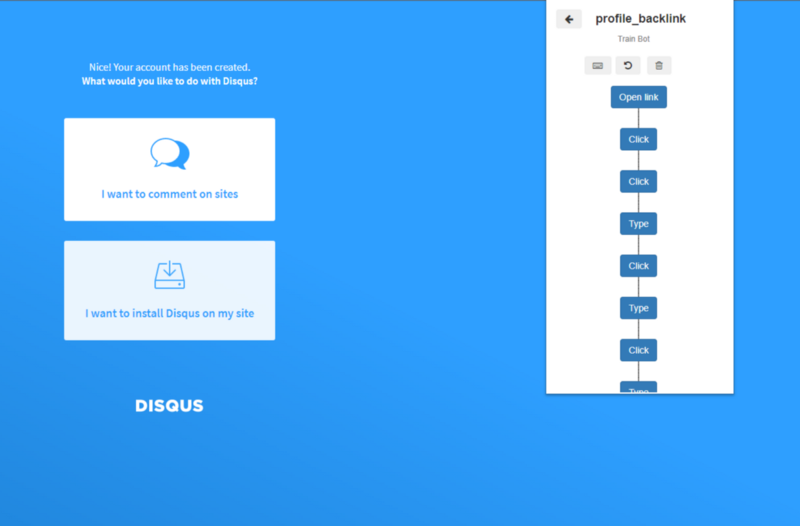 Nice! Your account has been created.
What would you like to do with Disqus?
I want to comment on sites
I want to install Disqus on my site
DISQUS
profile_backlink
Train Bot
Open link
Click
Click
Type
Click
Type
Click
Type